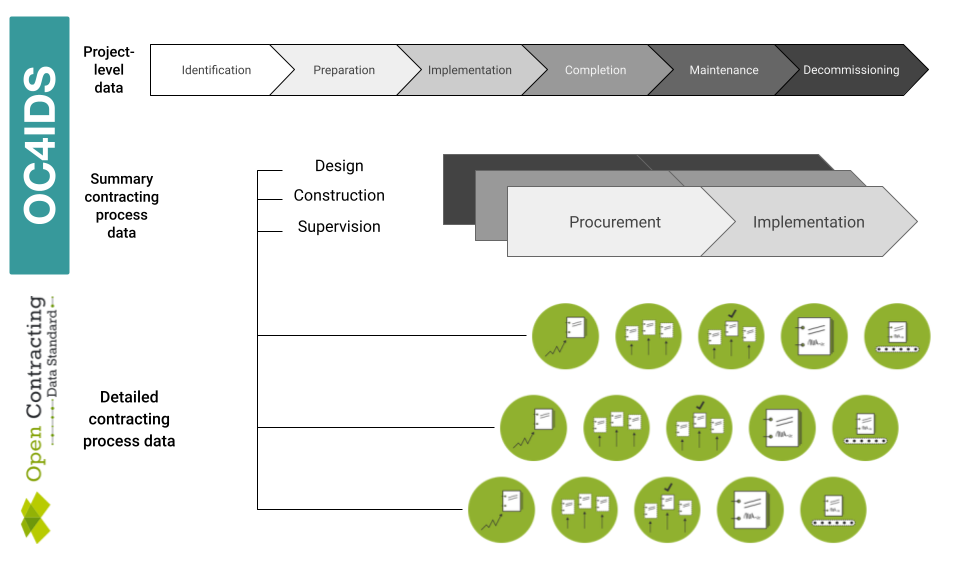 OC4IDS
Project-
level
data
Identification
Preparation
Implementation
Completion
Maintenance
Decommissioning
Summary
contracting
process
data
Design
Construction
Supervision
Procurement
Implementation
Open Contracting
Data Standard
Detailed
contracting
process data